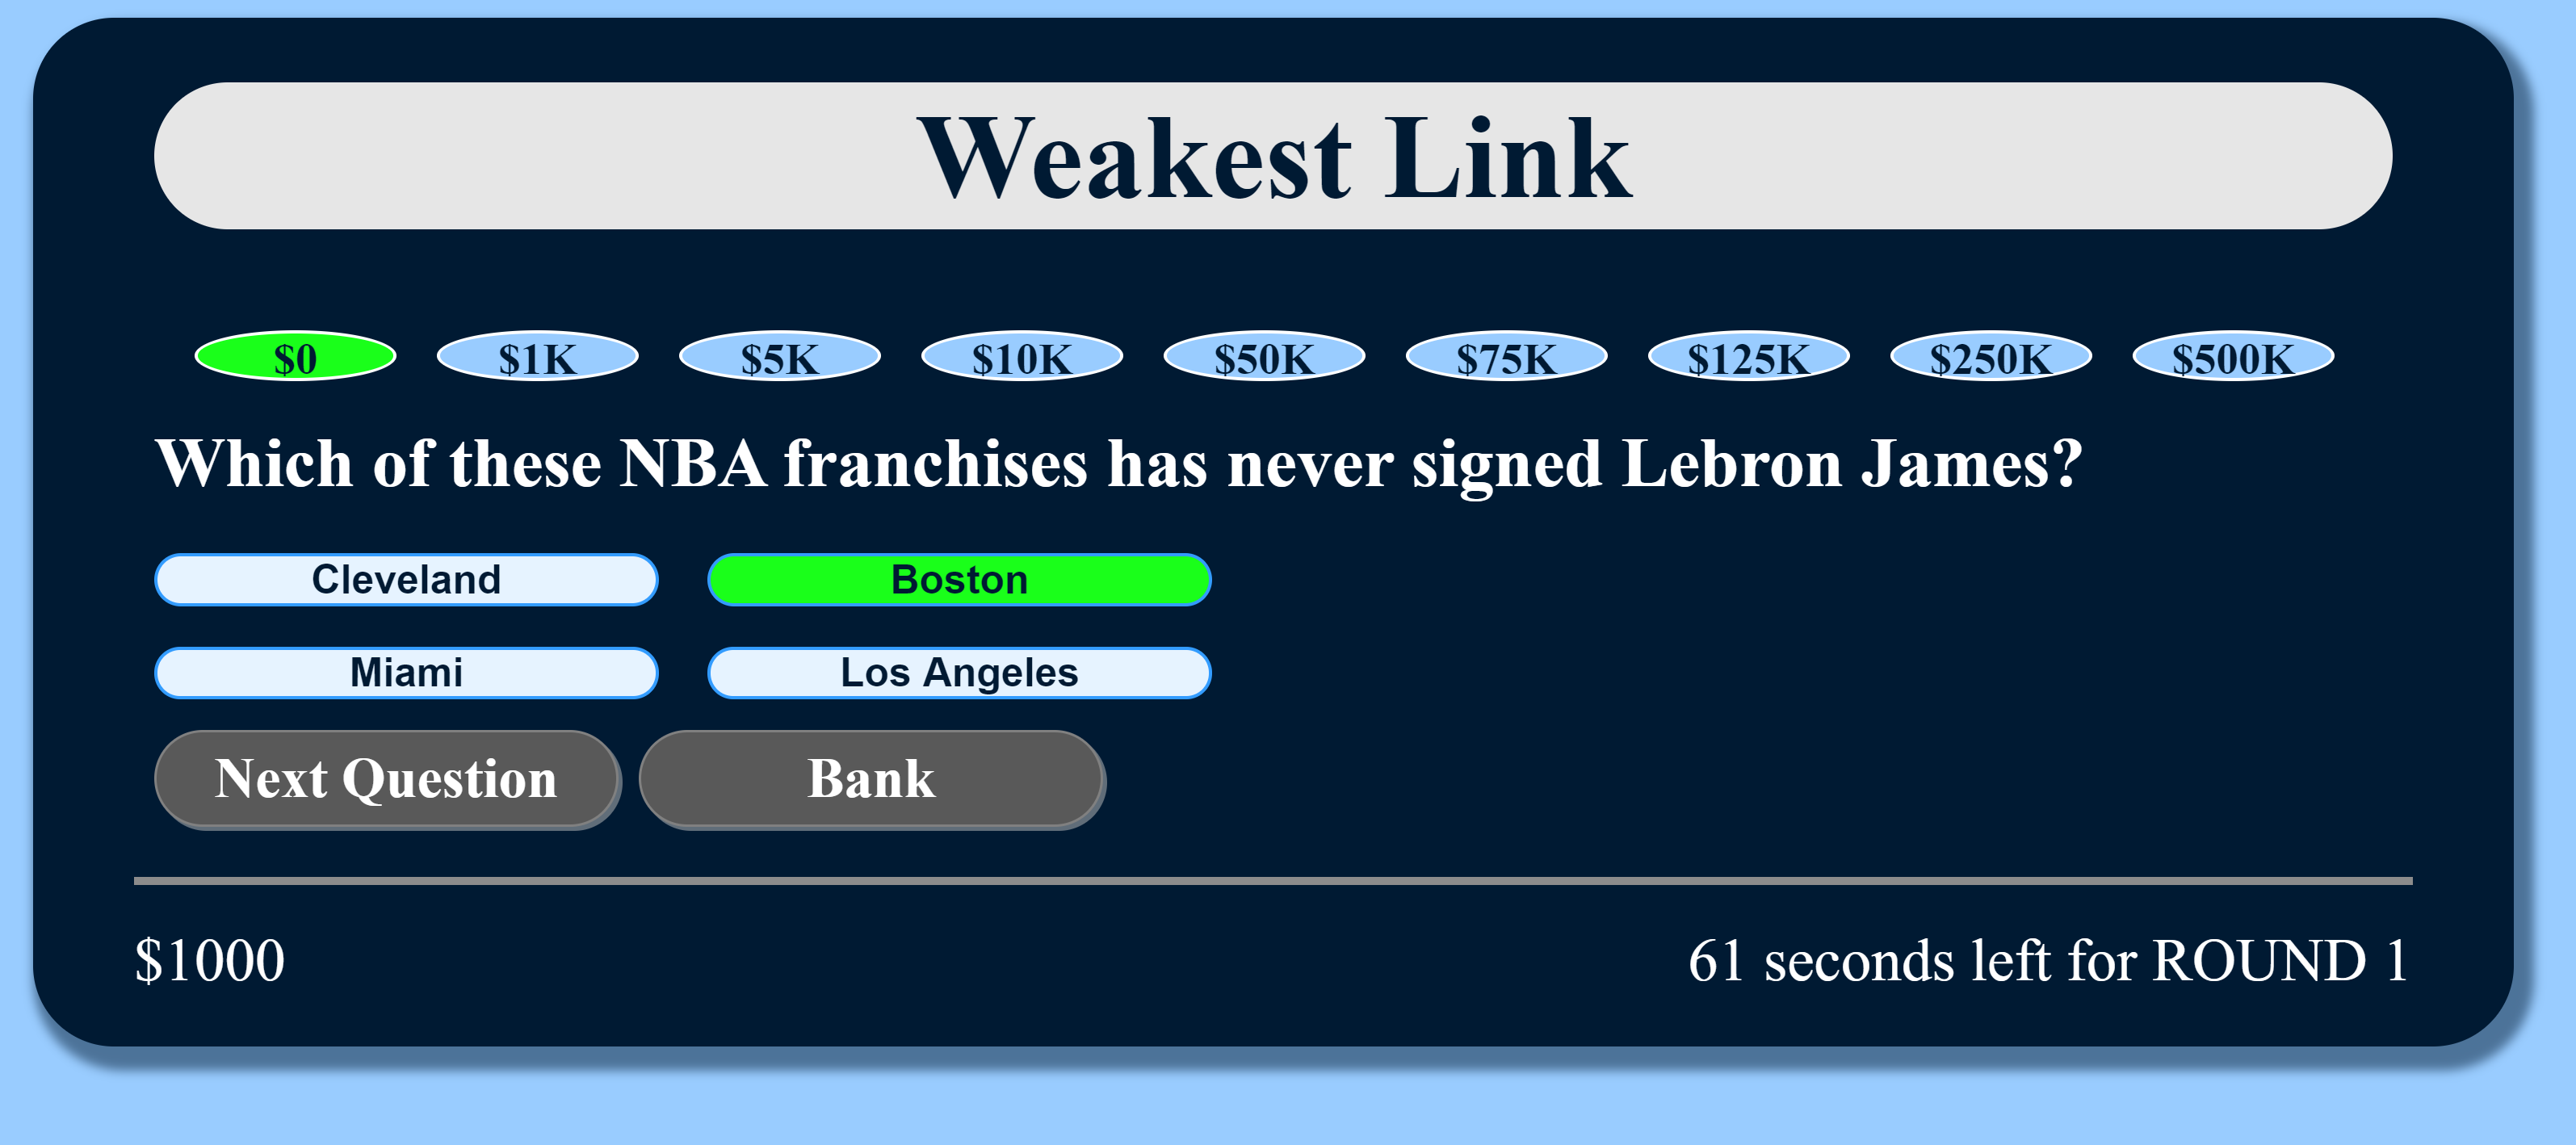 Weakest Link
$0 $1K $5K $10K $50K $75K $125K $250K $500K
Which of these NBA franchises has never signed Lebron James?
Cleveland Boston
Miami Los Angeles
Next Question Bank
$1000 61 seconds left for ROUND 1